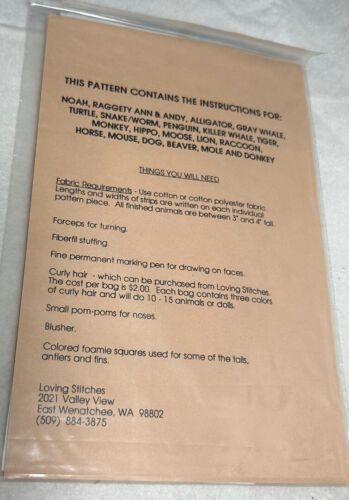 THIS PATTERN CONTAINS THE INSTRUCTIONS FOR:
NOAH, RAGGETY ANN & ANDY, ALLIGATOR, GRAY WHALE,
TURTLE, SNAKE/WORM, PENGUIN, KILLER WHALE, TIGER,
MONKEY, HIPPO, MOOSE, LION, RACCOON,
HORSE, MOUSE, DOG, BEAVER, MOLE AND DONKEY
THINGS YOU WILL NEED
Fabric Requirements - Use cotton or cotton polyester fabric.
Lengths and widths of strips are written on each individual
pattern piece. All finished animals are between 3" and 4" tall.
Forceps for turning.
Fiberfil stuffing.
Fine permanent marking pen for drawing on faces.
Curly hair - which can be purchased from Loving Stitches.
The cost per bag is $2.00. Each bag contains three colors
of curly hair and will do 10 - 15 animals or dolls.
Small pom-poms for noses.
Blusher.
Colored foamie squares used for some of the tails,
antlers and fins.
Loving Stitches
2021 Valley View
East Wenatchee, WA 98802
(509) 884-3875